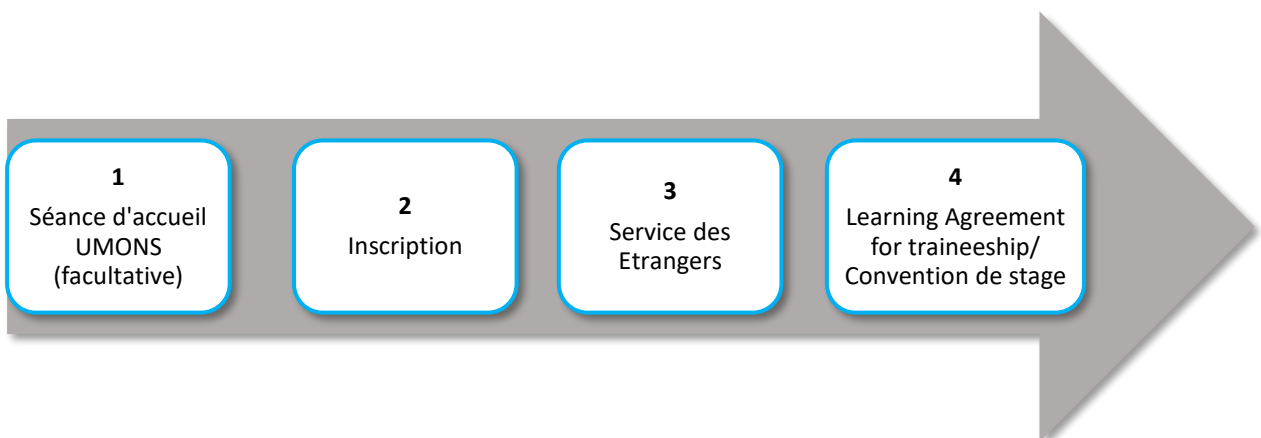 1
Séance d'accueil
UMONS
(facultative)
2
Inscription
3
Service des
Etrangers
4
Learning Agreement
for traineeship/
Convention de stage